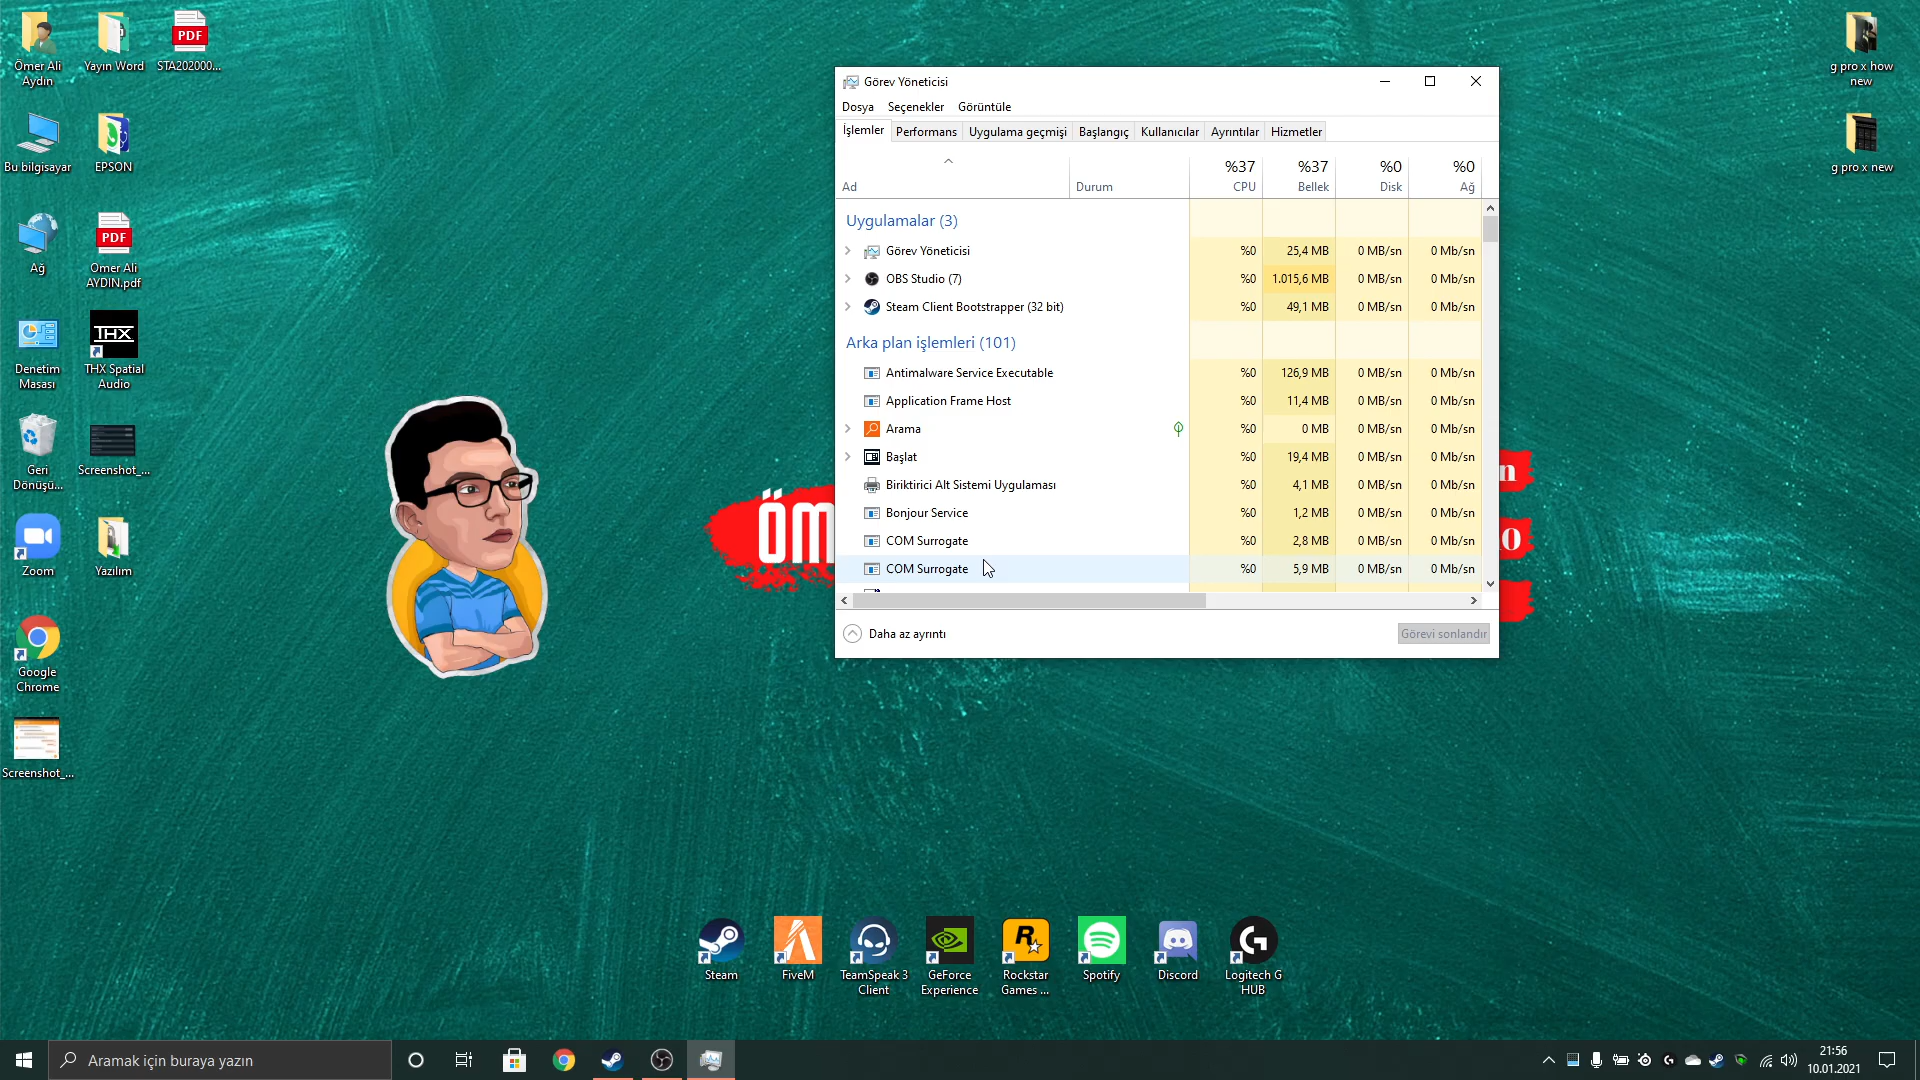 Ömer Ali
Aydın
Yayın Word
PDF
STA202000...
Bu bilgisayar
EPSON
Ağ
PDF
Omer Ali
AYDIN.pdf
Denetim
Masası
THX
THX Spatial
Audio
Geri
Dönüşü...
Screenshot_...
Zoom
Yazılım
Google
Chrome
Screenshot_...
g pro x how
new
g pro x new
ÖM
n
Görev Yöneticisi
Dosya Seçenekler Görüntüle
İşlemler Performans Uygulama geçmişi Başlangıç Kullanıcılar Ayrıntılar Hizmetler
%37 %37 %0 %0
Ad Durum CPU Bellek Disk Ağ
Uygulamalar (3)
Görev Yöneticisi %0 25,4 MB 0 MB/sn 0 Mb/sn
OBS Studio (7) %0 1.015,6 MB 0 MB/sn 0 Mb/sn
Steam Client Bootstrapper (32 bit) %0 49,1 MB 0 MB/sn 0 Mb/sn
Arka plan işlemleri (101)
Antimalware Service Executable %0 126,9 MB 0 MB/sn 0 Mb/sn
Application Frame Host %0 11,4 MB 0 MB/sn 0 Mb/sn
Arama %0 0 MB 0 MB/sn 0 Mb/sn
Başlat %0 19,4 MB 0 MB/sn 0 Mb/sn
Biriktirici Alt Sistemi Uygulaması %0 4,1 MB 0 MB/sn 0 Mb/sn
Bonjour Service %0 1,2 MB 0 MB/sn 0 Mb/sn
COM Surrogate %0 2,8 MB 0 MB/sn 0 Mb/sn
COM Surrogate %0 5,9 MB 0 MB/sn 0 Mb/sn
Daha az ayrıntı
Görevi sonlandır
Steam
FiveM
TeamSpeak 3
Client
GeForce
Experience
Rockstar
Games ...
Spotify
Discord
Logitech G
HUB
Aramak için buraya yazın
21:56
10.01.2021